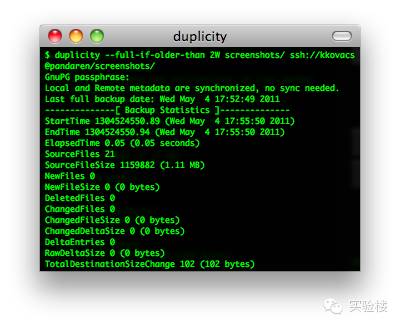 duplicity
$ duplicity --full-if-older-than 2W screenshots/ ssh://kkovacs
@pandaren/screenshots/
GnuPG passphrase:
Local and Remote metadata are synchronized, no sync needed.
Last full backup date: Wed May  4 17:52:49 2011
--------------[ Backup Statistics ]--------------
StartTime 1304524550.89 (Wed May  4 17:55:50 2011)
EndTime 1304524550.94 (Wed May  4 17:55:50 2011)
ElapsedTime 0.05 (0.05 seconds)
SourceFiles 21
SourceFileSize 1159882 (1.11 MB)
NewFiles 0
NewFileSize 0 (0 bytes)
DeletedFiles 0
ChangedFiles 0
ChangedFileSize 0 (0 bytes)
ChangedDeltaSize 0 (0 bytes)
DeltaEntries 0
RawDeltaSize 0 (0 bytes)
TotalDestinationSizeChange 102 (102 bytes)
实验楼